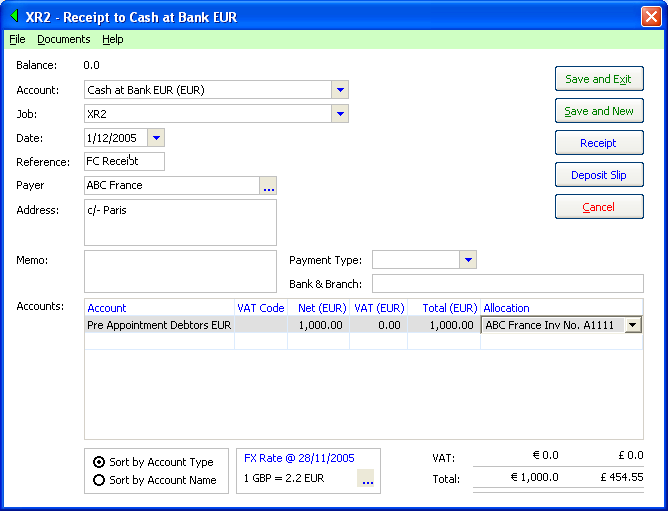 XR2 - Receipt to Cash at Bank EUR
File Documents Help
Balance: 0.0
Account: Cash at Bank EUR (EUR)
Job: XR2
Date: 1/12/2005
Reference: FC Receipt
Payer ABC France ...
Address: c/- Paris
Save and Exit
Save and New
Receipt
Deposit Slip
Cancel
Memo:
Payment Type:
Bank & Branch:
Accounts:
Account VAT Code Net (EUR) VAT (EUR) Total (EUR) Allocation
Pre Appointment Debtors EUR 1,000.00 0.00 1,000.00 ABC France Inv No. A1111
Sort by Account Type
Sort by Account Name
FX Rate @ 28/11/2005
1 GBP = 2.2 EUR ...
VAT: € 0.0 £ 0.0
Total: € 1,000.0 £ 454.55